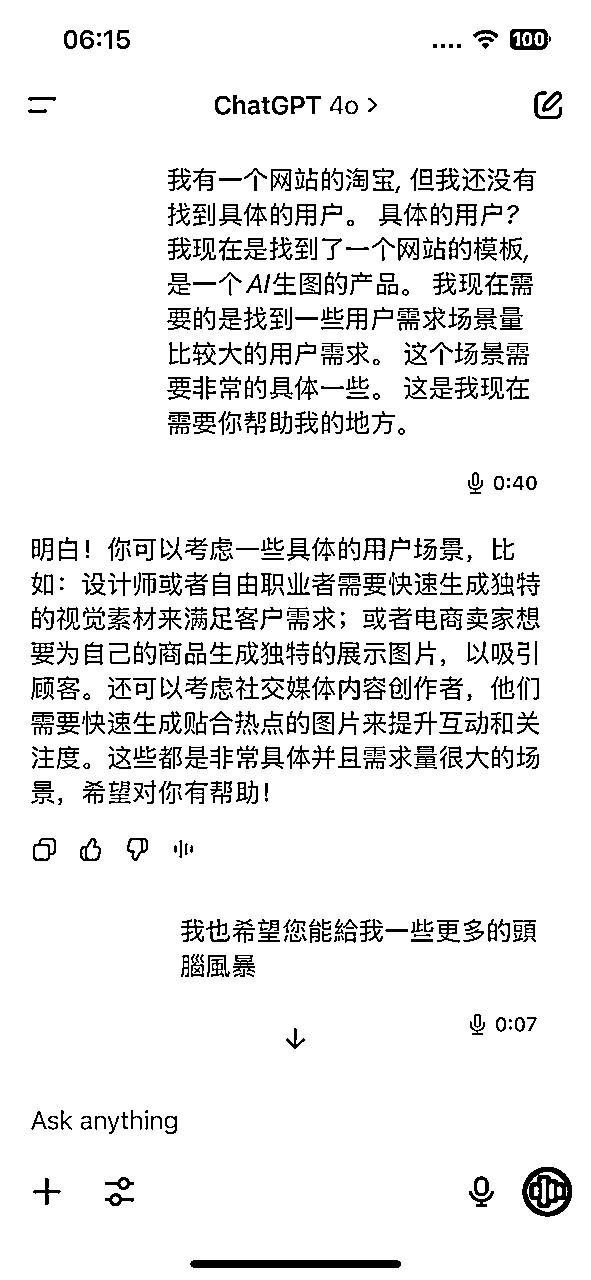 06:15
100
ChatGPT 4o >
我有一个网站的淘宝, 但我还没有
找到具体的用户。 具体的用户?
我现在是找到了一个网站的模板,
是一个AI生图的产品。 我现在需
要的是找到一些用户需求场景量
比较大的用户需求。 这个场景需
要非常的具体一些。 这是我现在
需要你帮助我的地方。
0:40
明白！你可以考虑一些具体的用户场景，比
如：设计师或者自由职业者需要快速生成独特
的视觉素材来满足客户需求；或者电商卖家想
要为自己的商品生成独特的展示图片，以吸引
顾客。还可以考虑社交媒体内容创作者，他们
需要快速生成贴合热点的图片来提升互动和关
注度。这些都是非常具体并且需求量很大的场
景，希望对你有帮助！
我也希望您能給我一些更多的頭
腦風暴
0:07
Ask anything